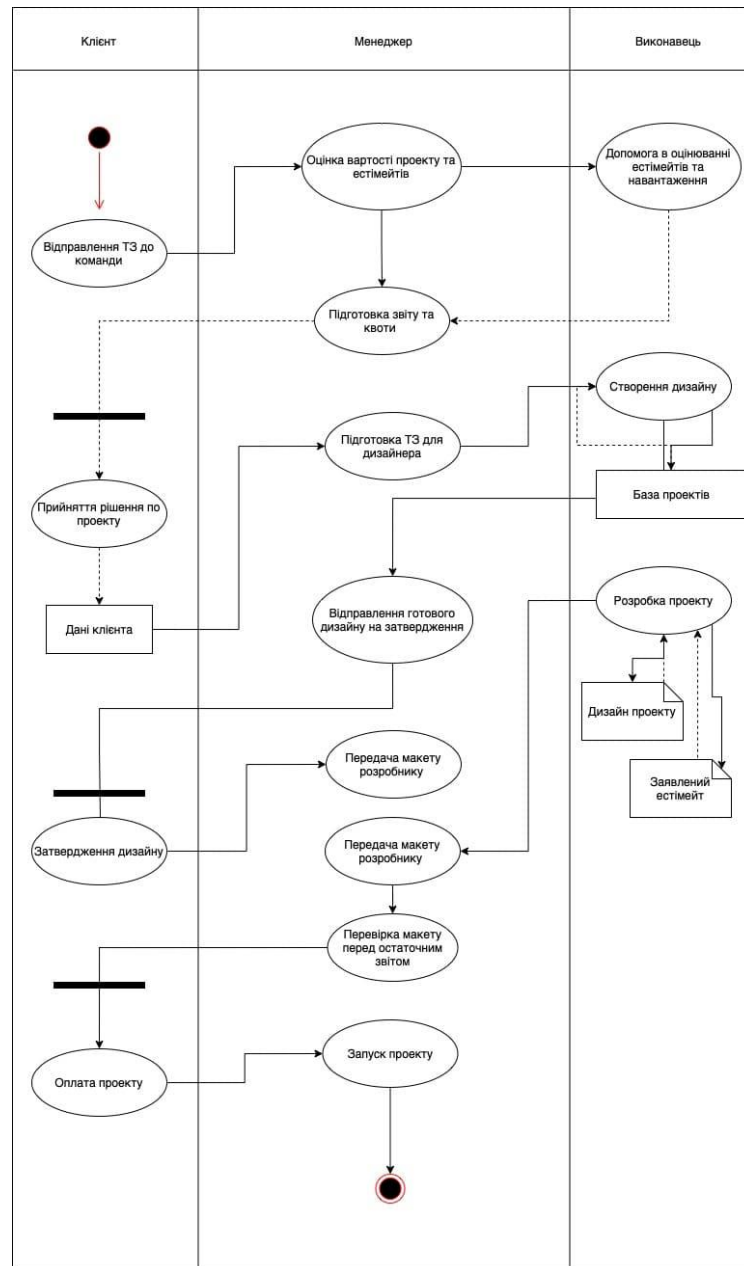 Клієнт
Менеджер
Виконавець
Оцінка вартості проекту та
естімейтів
Допомога в оцінюванні
естімейтів та
навантаження
Відправлення ТЗ до
команди
Підготовка звіту та
квоти
Створення дизайну
Підготовка ТЗ для
дизайнера
База проектів
Прийняття рішення по
проекту
Дані клієнта
Відправлення готового
дизайну на затвердження
Розробка проекту
Дизайн проекту
Передача макету
розробнику
Заявлений
естімейт
Затвердження дизайну
Передача макету
розробнику
Перевірка макету
перед остаточним
звітом
Оплата проекту
Запуск проекту